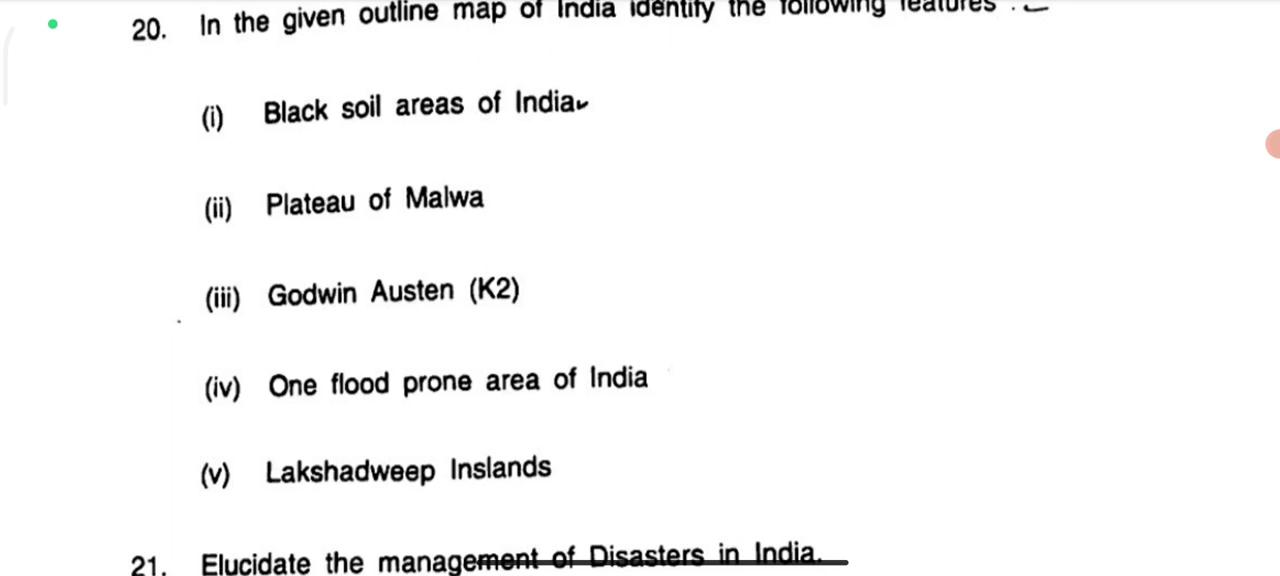 20. In the given outline map of India identify the following features :
(i) Black soil areas of India
(ii) Plateau of Malwa
(iii) Godwin Austen (K2)
(iv) One flood prone area of India
(v) Lakshadweep Inslands
21. Elucidate the management of Disasters in India.